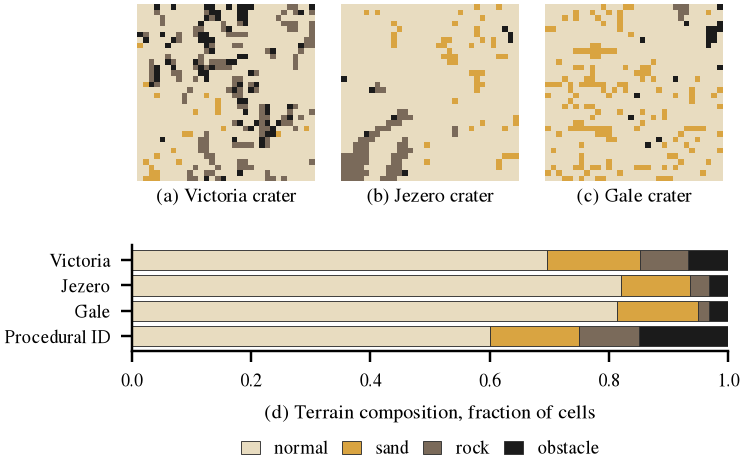 (a) Victoria crater
(b) Jezero crater
(c) Gale crater
Victoria
Jezero
Gale
Procedural ID
0.0 0.2 0.4 0.6 0.8 1.0
(d) Terrain composition, fraction of cells
normal sand rock obstacle